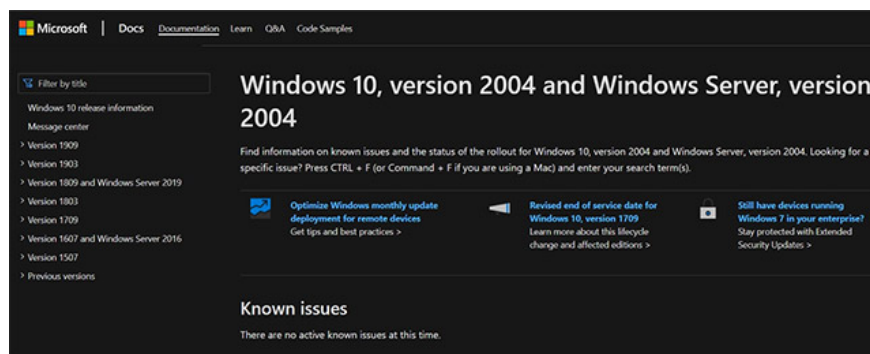 Microsoft | Docs Documentation Learn Q&A Code Samples
Filter by title
Windows 10 release information
Message center
> Version 1909
> Version 1903
> Version 1809 and Windows Server 2019
> Version 1803
> Version 1709
> Version 1607 and Windows Server 2016
> Version 1507
> Previous versions
Windows 10, version 2004 and Windows Server, version
2004
Find information on known issues and the status of the rollout for Windows 10, version 2004 and Windows Server, version 2004. Looking for a
specific issue? Press CTRL + F (or Command + F if you are using a Mac) and enter your search term(s).
Optimize Windows monthly update
deployment for remote devices
Get tips and best practices >
Revised end of service date for
Windows 10, version 1709
Learn more about this lifecycle
change and affected editions >
Still have devices running
Windows 7 in your enterprise?
Stay protected with Extended
Security Updates >
Known issues
There are no active known issues at this time.